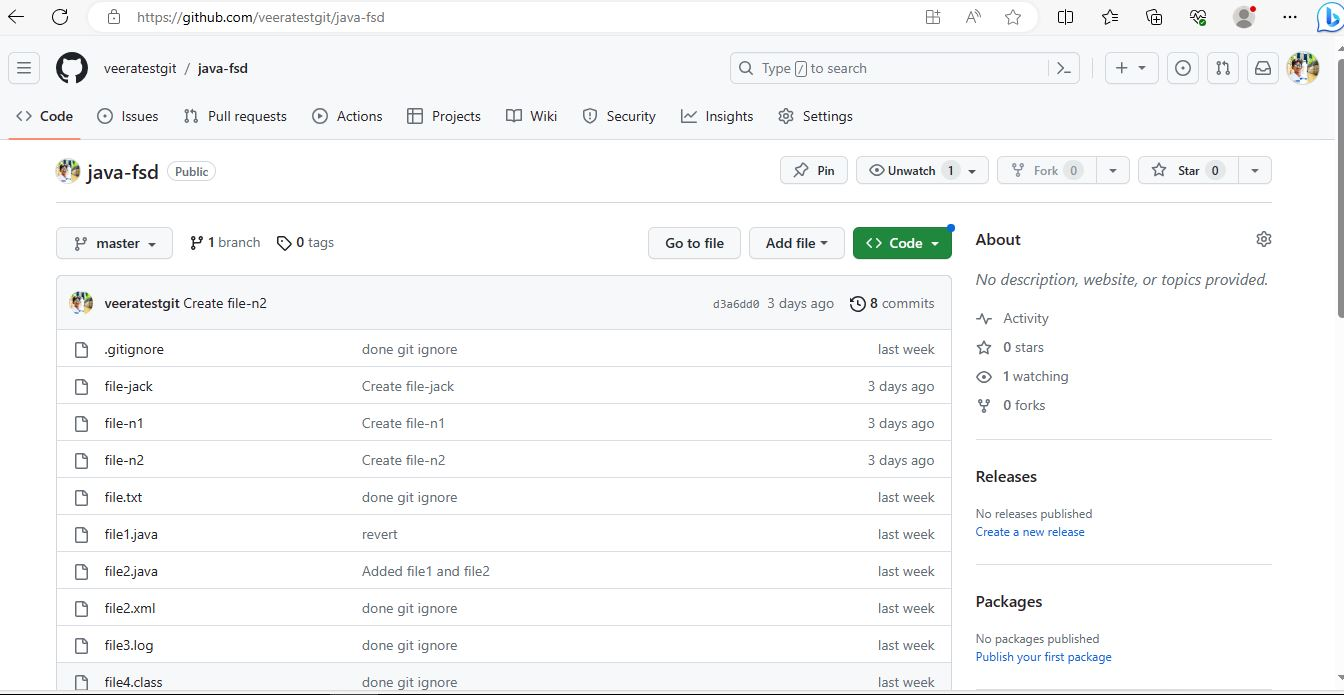 https://github.com/veeratestgit/java-fsd
veeratestgit / java-fsd
Type / to search
Code Issues Pull requests Actions Projects Wiki Security Insights Settings
java-fsd Public
Pin Unwatch 1 Fork 0 Star 0
master 1 branch 0 tags Go to file Add file Code
veeratestgit Create file-n2 d3a6dd0 3 days ago 8 commits
.gitignore done git ignore last week
file-jack Create file-jack 3 days ago
file-n1 Create file-n1 3 days ago
file-n2 Create file-n2 3 days ago
file.txt done git ignore last week
file1.java revert last week
file2.java Added file1 and file2 last week
file2.xml done git ignore last week
file3.log done git ignore last week
file4.class done git ignore last week
About
No description, website, or topics provided.
Activity
0 stars
1 watching
0 forks
Releases
No releases published
Create a new release
Packages
No packages published
Publish your first package